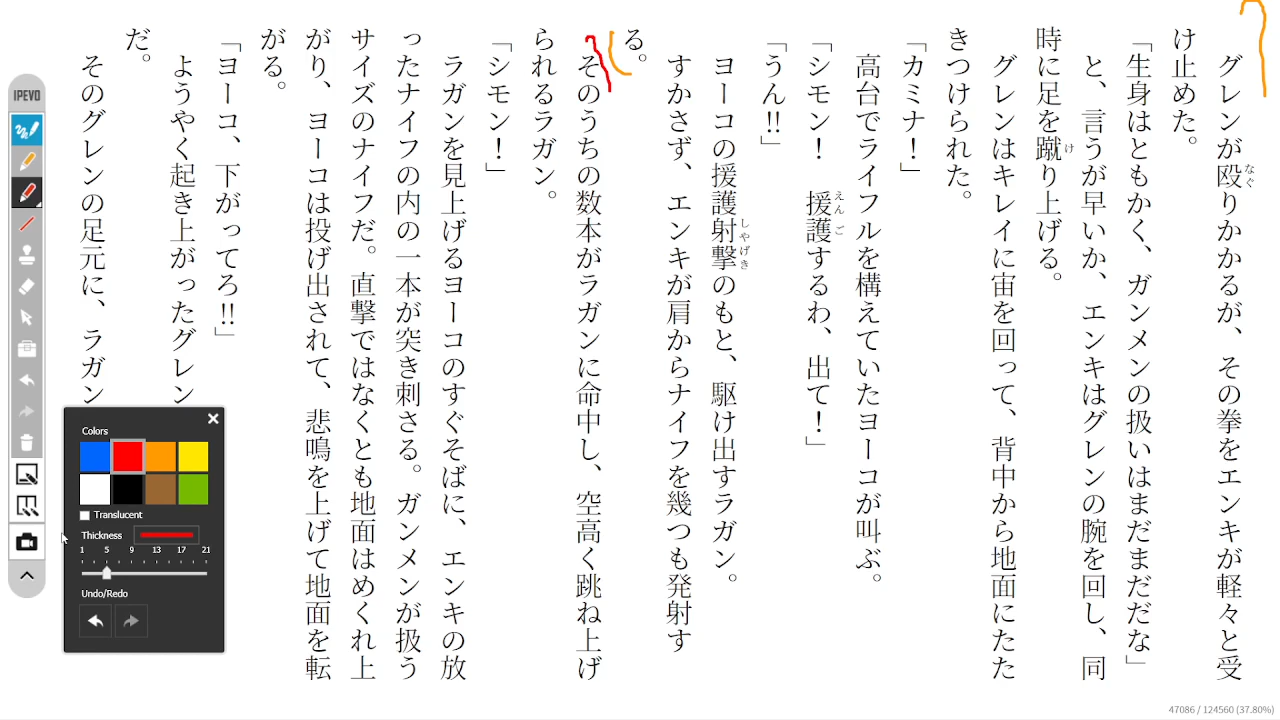 グレンが殴りかかるが、その拳をエンキが軽々と受
なぐ
け止めた。
「生身はともかく、ガンメンの扱いはまだまだだな」
と、言うが早いか、エンキはグレンの腕を回し、同
時に足を蹴り上げる。
け
グレンはキレイに宙を回って、背中から地面にたた
きつけられた。
「カミナ！」
高台でライフルを構えていたヨーコが叫ぶ。
「シモン！　援護するわ、出て！」
えんご
「うん!!」
ヨーコの援護射撃のもと、駆け出すラガン。
しやげき
すかさず、エンキが肩からナイフを幾つも発射す
る。
そのうちの数本がラガンに命中し、空高く跳ね上げ
られるラガン。
「シモン！」
ラガンを見上げるヨーコのすぐそばに、エンキの放
ったナイフの内の一本が突き刺さる。ガンメンが扱う
サイズのナイフだ。直撃ではなくとも地面はめくれ上
がり、ヨーコは投げ出されて、悲鳴を上げて地面を転
がる。
「ヨーコ、下がってろ!!」
ようやく起き上がったグレン
だ。
そのグレンの足元に、ラガン
IPEVO
Colors
Translucent
Thickness
1 5 9 13 17 21
Undo/Redo
47086 / 124560 (37.80%)